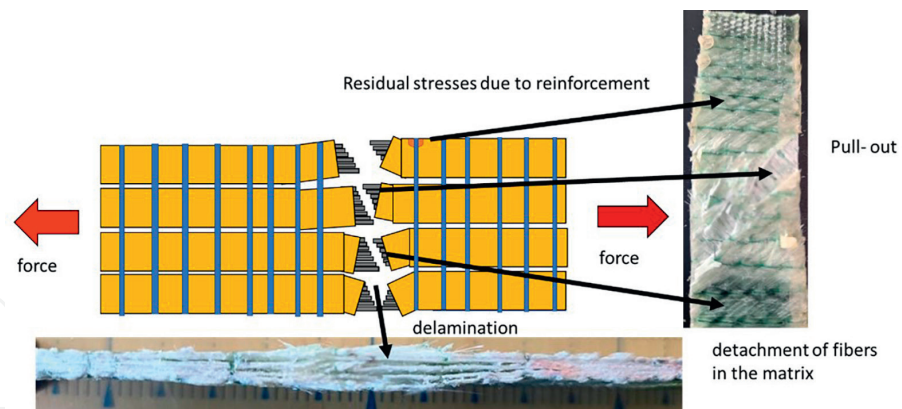 Residual stresses due to reinforcement
Pull- out
force
force
delamination
detachment of fibers
in the matrix